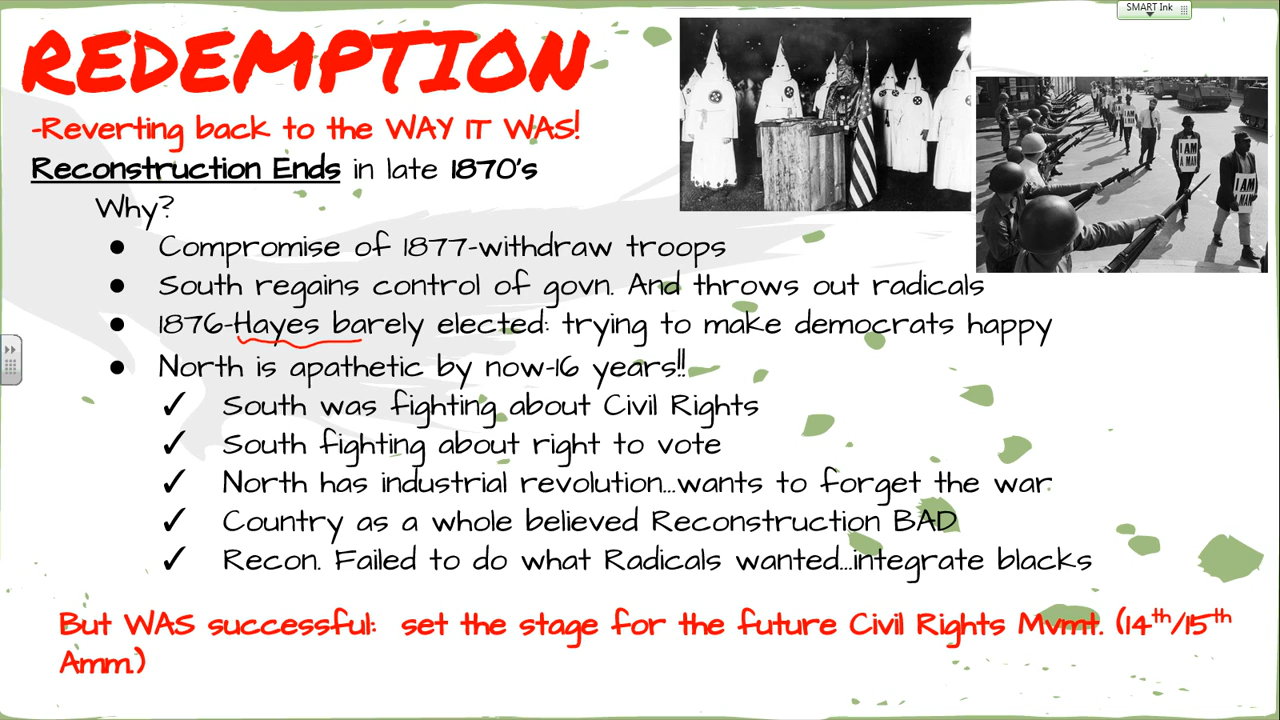 SMART Ink
REDEMPTION
-Reverting back to the WAY IT WAS!
Reconstruction Ends in late 1870's
Why?
● Compromise of 1877-withdraw troops
● South regains control of govn. And throws out radicals
● 1876-Hayes barely elected: trying to make democrats happy
● North is apathetic by now-16 years!!
✓ South was fighting about Civil Rights
✓ South fighting about right to vote
✓ North has industrial revolution...wants to forget the war
✓ Country as a whole believed Reconstruction BAD
✓ Recon. Failed to do what Radicals wanted...integrate blacks
But WAS successful: set the stage for the future Civil Rights Mvmt. (14th/15th
Amm.)
I AM
A MAN
I AM
A MAN